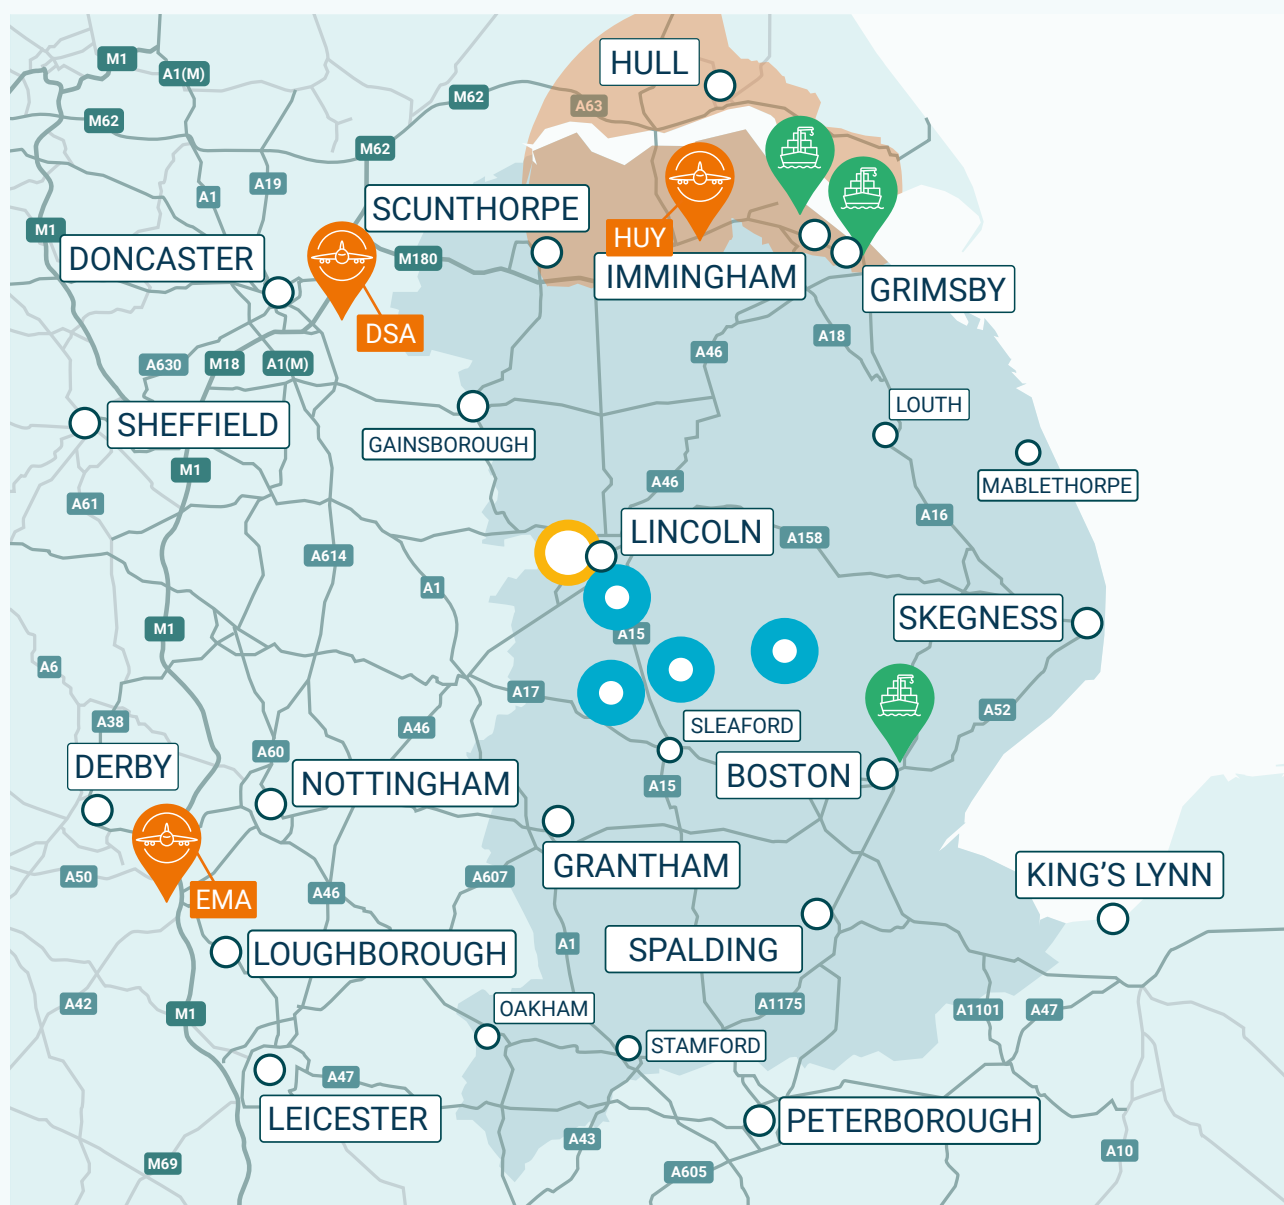 M1
HULL
A1(M)
M62
A63
M62
M62
A19
A1
SCUNTHORPE
M1
HUY
DONCASTER
M180
IMMINGHAM
GRIMSBY
DSA
A18
A46
A630
M18
A1(M)
LOUTH
SHEFFIELD
GAINSBOROUGH
M1
A46
MABLETHORPE
A61
A16
LINCOLN
A158
A614
A1
SKEGNESS
M1
A15
A6
A17
A52
A38
A46
SLEAFORD
A60
DERBY
NOTTINGHAM
BOSTON
A15
GRANTHAM
A50
A607
KING'S LYNN
A46
EMA
LOUGHBOROUGH
A1
SPALDING
A42
M1
OAKHAM
A1175
A1101
A47
STAMFORD
A47
LEICESTER
PETERBOROUGH
A43
A10
M69
A605